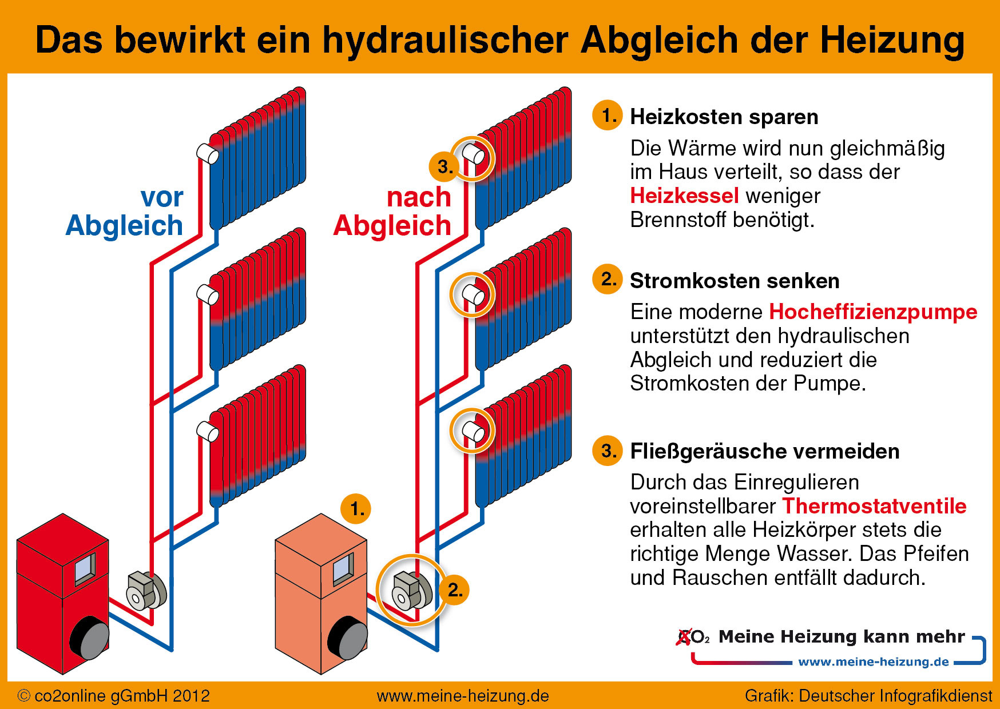 Das bewirkt ein hydraulischer Abgleich der Heizung
vor
Abgleich
3.
nach
Abgleich
1.
2.
1. Heizkosten sparen
Die Wärme wird nun gleichmäßig
im Haus verteilt, so dass der
Heizkessel weniger
Brennstoff benötigt.
2. Stromkosten senken
Eine moderne Hocheffizienzpumpe
unterstützt den hydraulischen
Abgleich und reduziert die
Stromkosten der Pumpe.
3. Fließgeräusche vermeiden
Durch das Einregulieren
voreinstellbarer Thermostatventile
erhalten alle Heizkörper stets die
richtige Menge Wasser. Das Pfeifen
und Rauschen entfällt dadurch.
CO₂ Meine Heizung kann mehr
www.meine-heizung.de
© co2online gGmbH 2012
www.meine-heizung.de
Grafik: Deutscher Infografikdienst